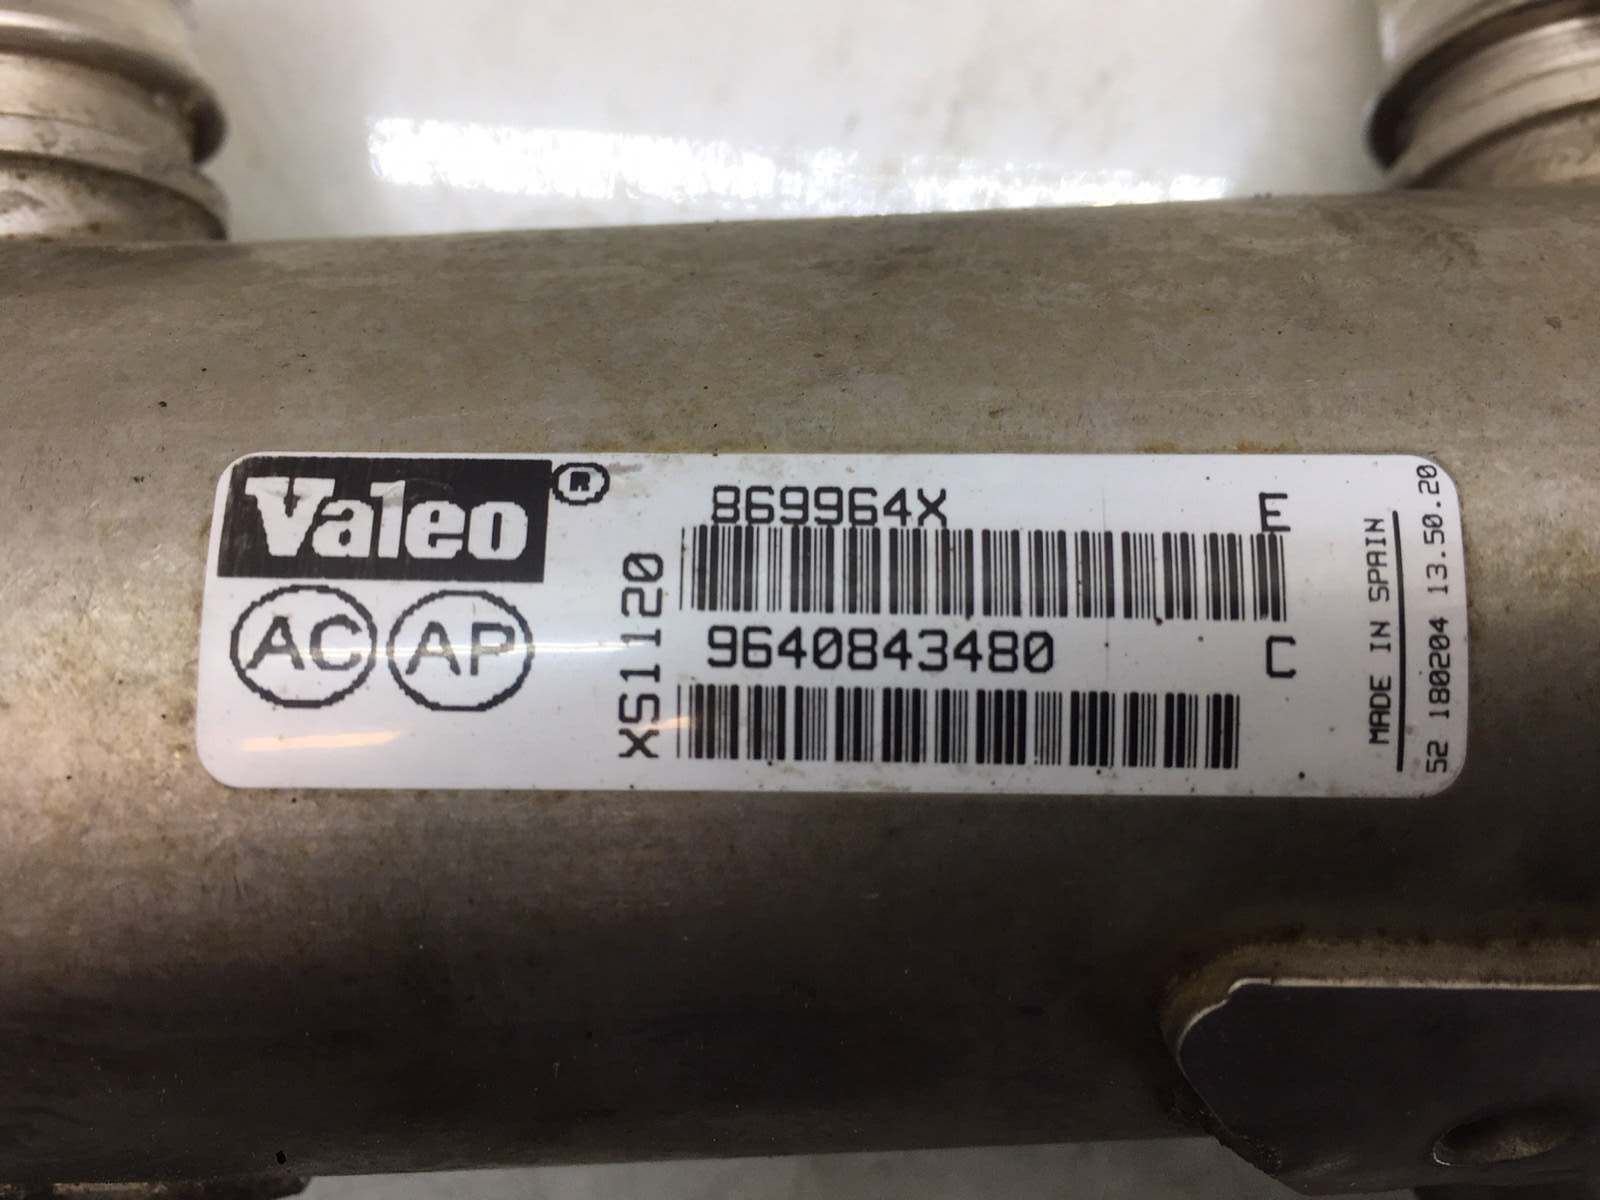 Valeo ®
AC AP
XS1120
869964X E
9640843480 C
MADE IN SPAIN
52 180204 13.50.20